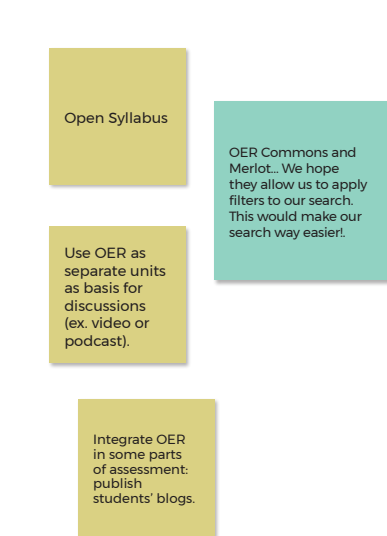 Open Syllabus
OER Commons and
Merlot... We hope
they allow us to apply
filters to our search.
This would make our
search way easier!.
Use OER as
separate units
as basis for
discussions
(ex. video or
podcast).
Integrate OER
in some parts
of assessment:
publish
students' blogs.